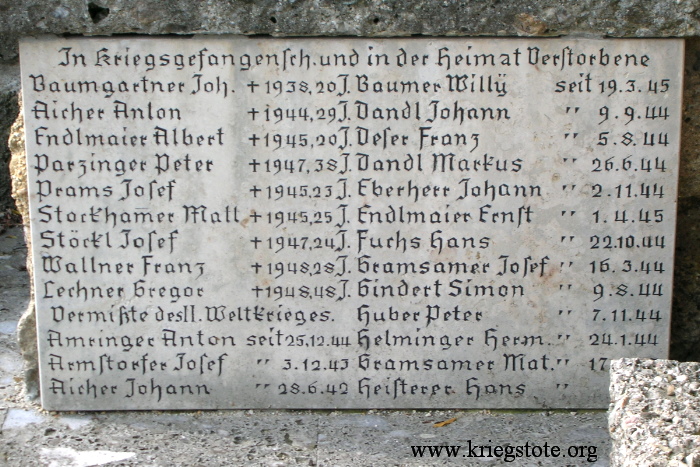 In Kriegsgefangensch. und in der Heimat Verstorbene
Baumgartner Joh. + 1938, 20 J. Baumer Willÿ seit 19.3.45
Aicher Anton + 1944, 29 J. Dandl Johann " 9.9.44
Endlmaier Albert + 1945, 20 J. Deser Franz " 5.8.44
Parzinger Peter + 1947, 38 J. Dandl Markus " 26.6.44
Prams Josef + 1945, 23 J. Eberherr Johann " 2.11.44
Stockham̄er Matt + 1945, 25 J. Endlmaier Ernst " 1.4.45
Stöckl Josef + 1947, 24 J. Fuchs Hans " 22.10.44
Wallner Franz + 1948, 28 J. Gramsamer Josef " 16.3.44
Lechner Gregor + 1948, 48 J. Gindert Simon " 9.8.44
Vermißte des II. Weltkrieges. Huber Peter " 7.11.44
Amringer Anton seit 25.12.44 Helminger Herm. " 24.1.44
Armstorfer Josef " 3.12.43 Gramsamer Mat. " 17
Aicher Johann " 28.6.42 Heisterer Hans "
www.kriegstote.org